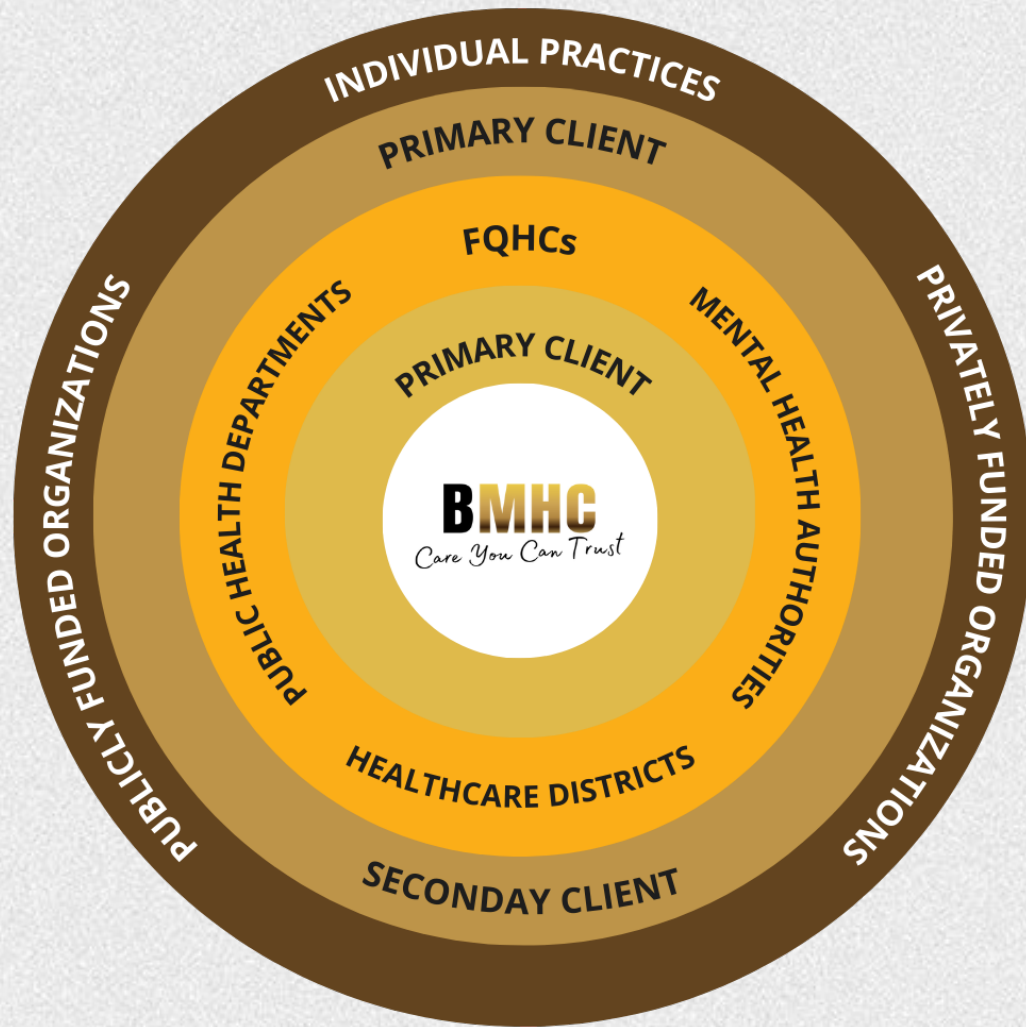 INDIVIDUAL PRACTICES
PRIMARY CLIENT
FQHCs
PUBLICLY FUNDED ORGANIZATIONS
PUBLIC HEALTH DEPARTMENTS
PRIMARY CLIENT
MENTAL HEALTH AUTHORITIES
PRIVATELY FUNDED ORGANIZATIONS
BMHC
Care You Can Trust
HEALTHCARE DISTRICTS
SECONDAY CLIENT